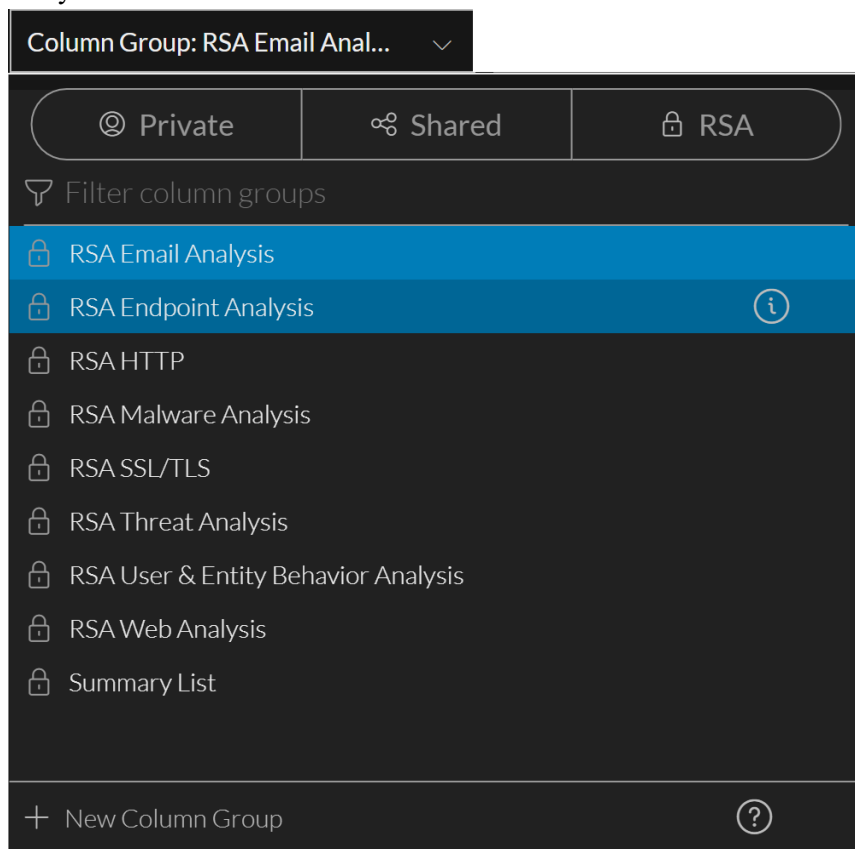 Column Group: RSA Email Anal...
Private Shared RSA
Filter column groups
RSA Email Analysis
RSA Endpoint Analysis
RSA HTTP
RSA Malware Analysis
RSA SSL/TLS
RSA Threat Analysis
RSA User & Entity Behavior Analysis
RSA Web Analysis
Summary List
+ New Column Group